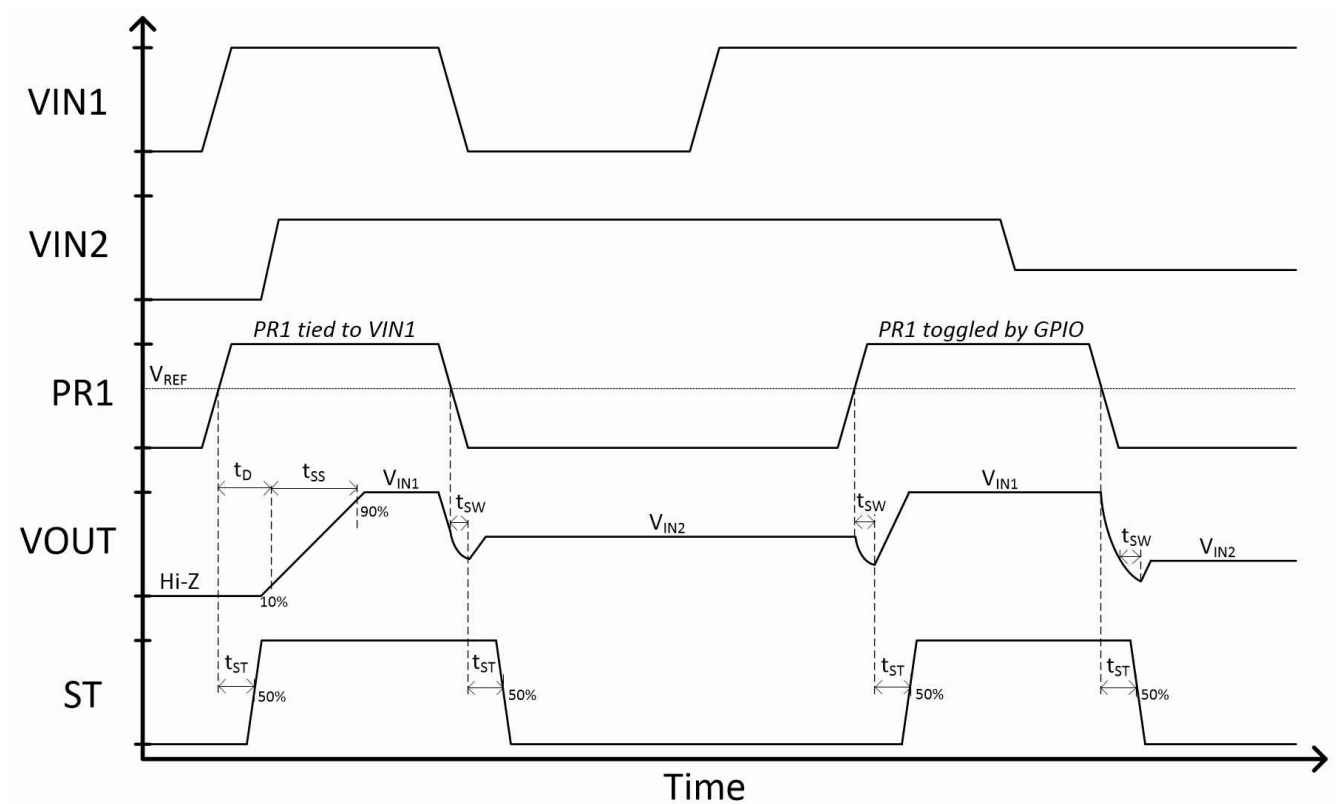 VIN1
VIN2
PR1 tied to VIN1
PR1 toggled by GPIO
VREF
PR1
tD
tSS
VIN1
90%
tSW
VIN2
tSW
VIN1
tSW
VIN2
VOUT
Hi-Z
10%
tST
50%
tST
50%
tST
50%
tST
50%
ST
Time